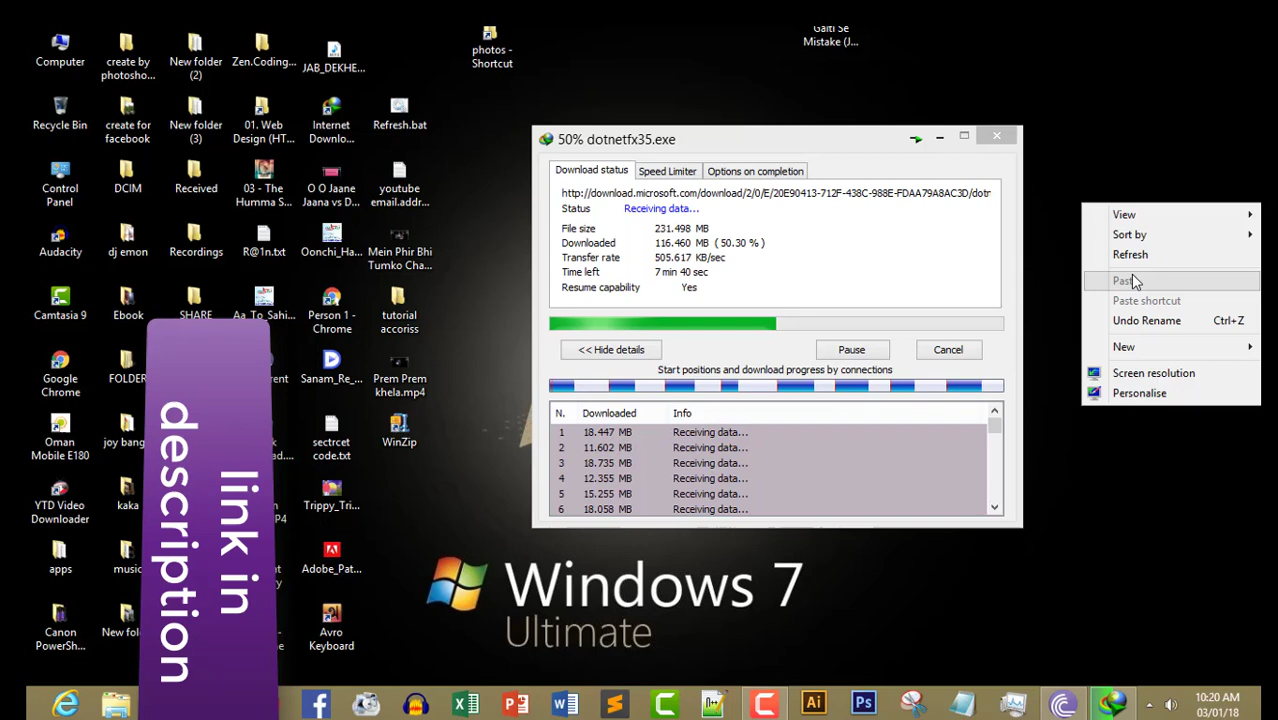 Computer
create by
photosho...
New folder
(2)
Zen.Coding...
JAB_DEKHE...
photos -
Shortcut
Gaiti Se
Mistake (J...
Recycle Bin
create for
facebook
New folder
(3)
01. Web
Design (HT...
Internet
Downlo...
Refresh.bat
Control
Panel
DCIM
Received
03 - The
Humma S...
O O Jaane
Jaana vs D...
youtube
email.addr...
Audacity
dj emon
Recordings
R@1n.txt
Oonchi_Ha...
Mein Phir Bhi
Tumko Cha...
Camtasia 9
Ebook
SHARE
Aa_To_Sahi...
Person 1 -
Chrome
tutorial
accoriss
Google
Chrome
FOLDER
Sanam_Re_...
Prem Prem
khela.mp4
Oman
Mobile E180
joy bang
sectrcet
code.txt
WinZip
YTD Video
Downloader
kaka
Trippy_Tri...
apps
music
Adobe_Pat...
Canon
PowerSh...
New fol
Avro
Keyboard
link in
description
50% dotnetfx35.exe
Download status
Speed Limiter
Options on completion
http://download.microsoft.com/download/2/0/E/20E90413-712F-438C-988E-FDAA79A8AC3D/dotr
Status Receiving data...
File size 231.498 MB
Downloaded 116.460 MB ( 50.30 % )
Transfer rate 505.617 KB/sec
Time left 7 min 40 sec
Resume capability Yes
<< Hide details
Pause
Cancel
Start positions and download progress by connections
N. Downloaded Info
1 18.447 MB Receiving data...
2 11.602 MB Receiving data...
3 18.735 MB Receiving data...
4 12.355 MB Receiving data...
5 15.255 MB Receiving data...
6 18.058 MB Receiving data...
View
Sort by
Refresh
Paste shortcut
Undo Rename Ctrl+Z
New
Screen resolution
Personalise
Windows 7
Ultimate
10:20 AM
03/01/18